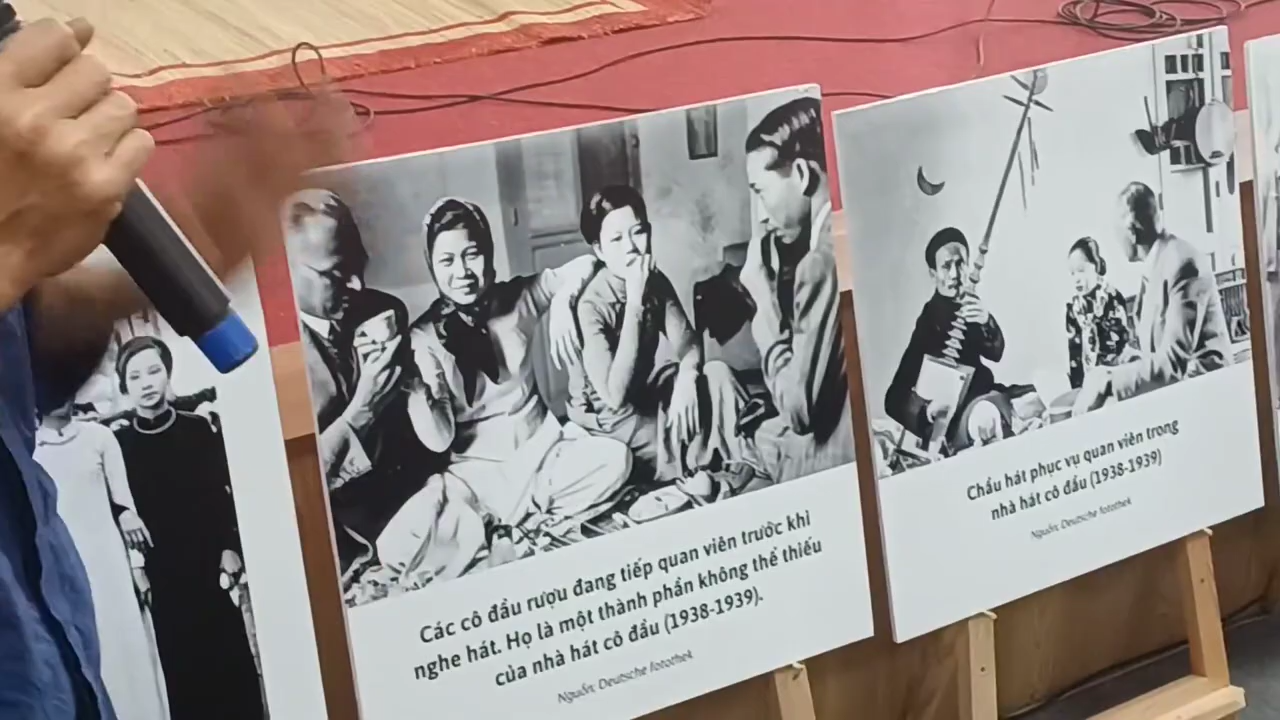 Các cô đầu rượu đang tiếp quan viên trước khi
nghe hát. Họ là một thành phần không thể thiếu
của nhà hát cô đầu (1938-1939).
Nguồn: Deutsche fotothek
Chầu hát phục vụ quan viên trong
nhà hát cô đầu (1938-1939)
Nguồn: Deutsche fotothek